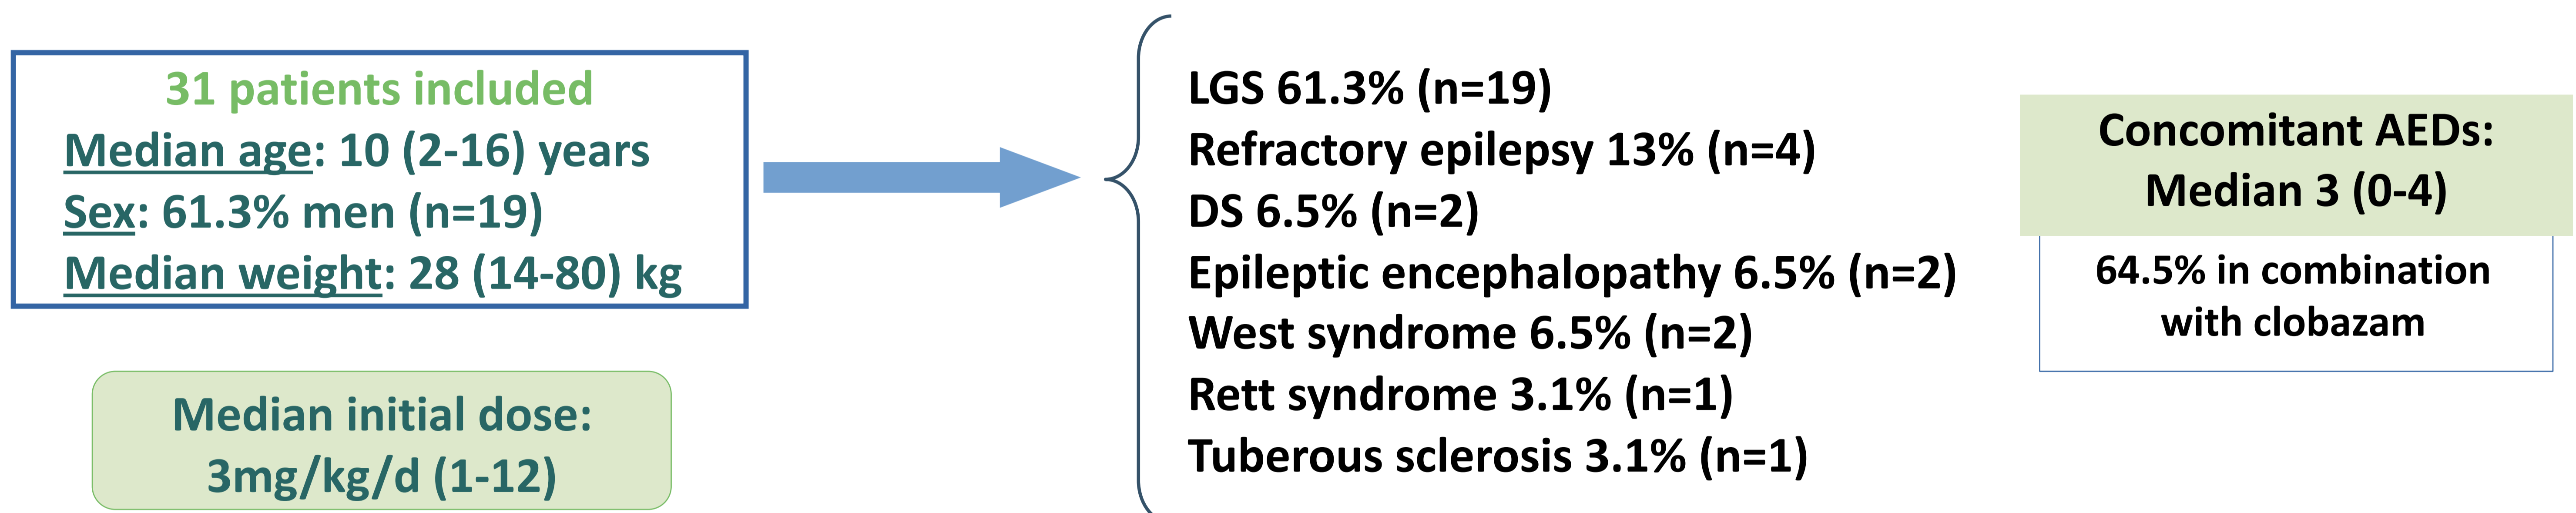 31 patients included
Median age: 10 (2-16) years
Sex: 61.3% men (n=19)
Median weight: 28 (14-80) kg
Median initial dose:
3mg/kg/d (1-12)
LGS 61.3% (n=19)
Refractory epilepsy 13% (n=4)
DS 6.5% (n=2)
Epileptic encephalopathy 6.5% (n=2)
West syndrome 6.5% (n=2)
Rett syndrome 3.1% (n=1)
Tuberous sclerosis 3.1% (n=1)
Concomitant AEDs:
Median 3 (0-4)
64.5% in combination
with clobazam